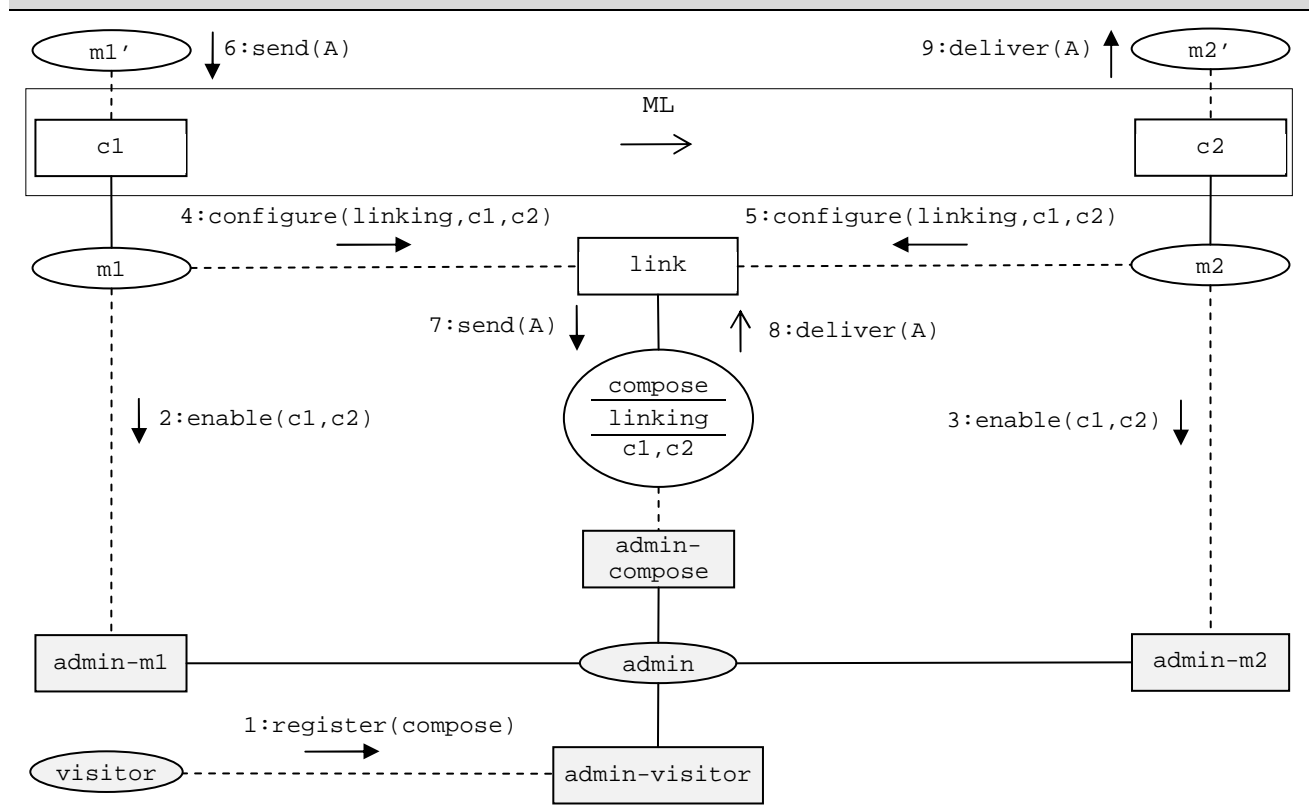 m1’
6:send(A)
9:deliver(A)
m2’
ML
c1
c2
4:configure(linking,c1,c2)
5:configure(linking,c1,c2)
m1
link
m2
7:send(A)
8:deliver(A)
compose
linking
c1,c2
2:enable(c1,c2)
3:enable(c1,c2)
admin-
compose
admin-m1
admin
admin-m2
1:register(compose)
visitor
admin-visitor